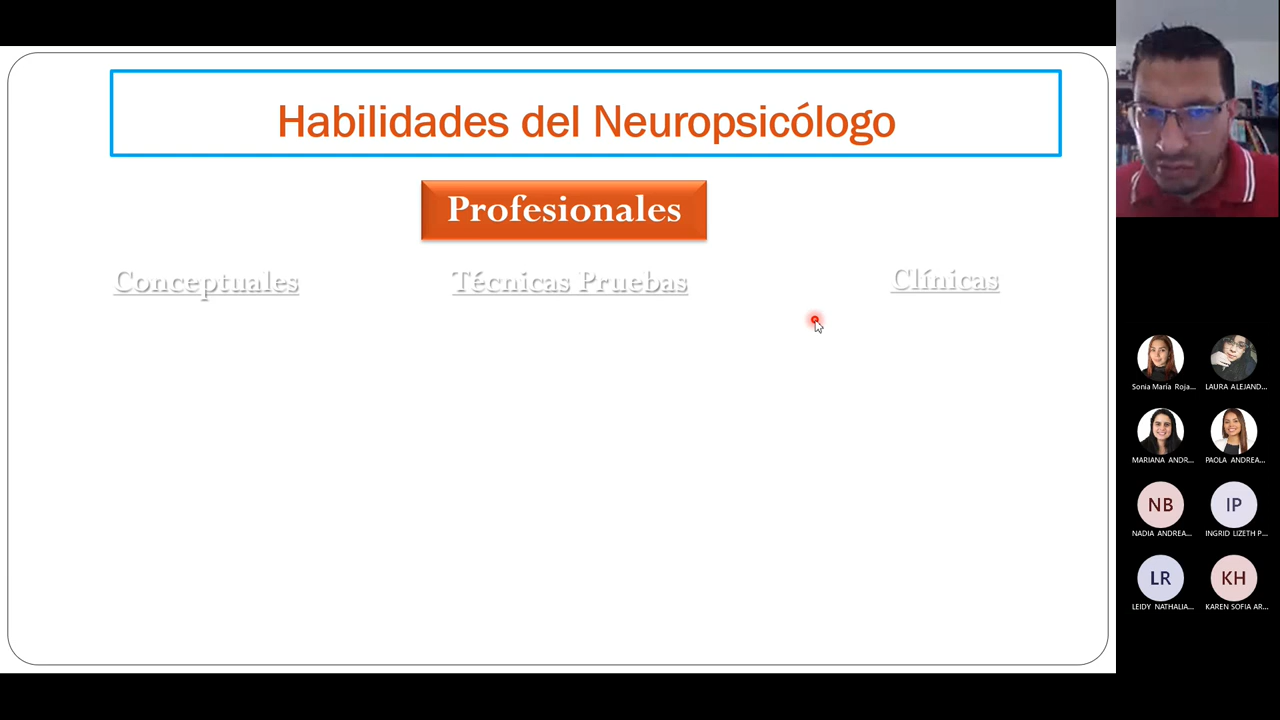 Habilidades del Neuropsicólogo
Profesionales
Conceptuales
Técnicas Pruebas
Clínicas
Sonia María Roja...
LAURA ALEJAND...
MARIANA ANDR...
PAOLA ANDREA...
NB
IP
NADIA ANDREA...
INGRID LIZETH P...
LR
KH
LEIDY NATHALIA...
KAREN SOFIA AR...